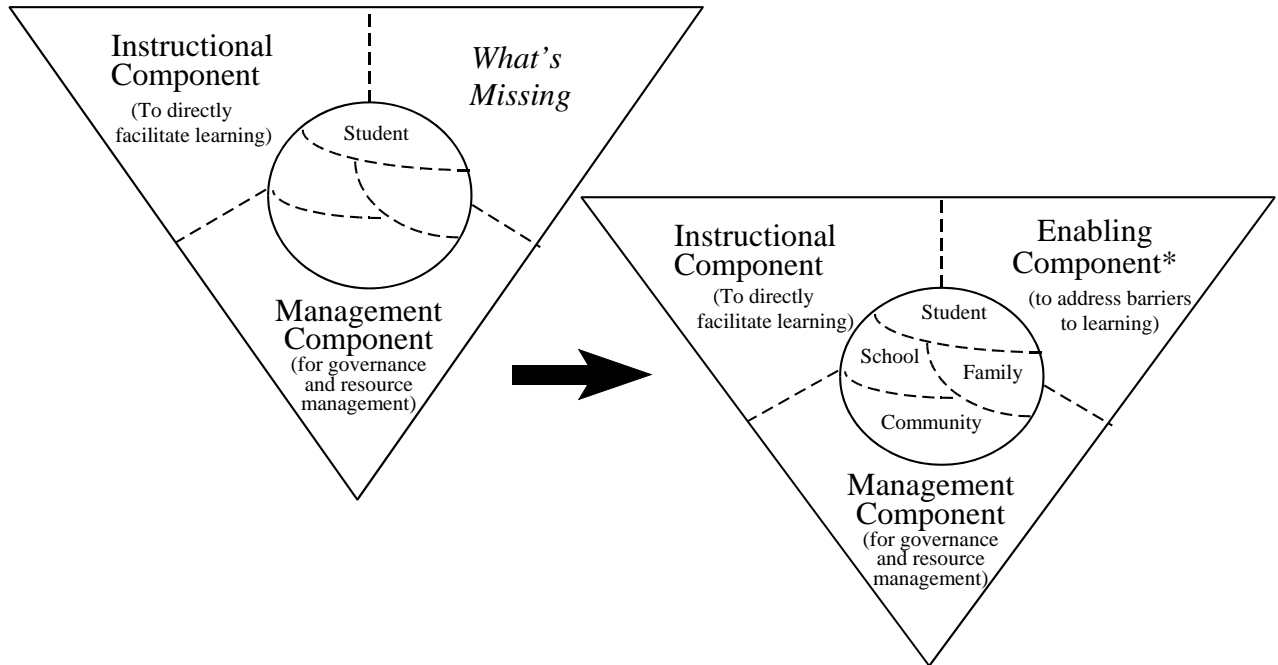 Instructional
Component
(To directly
facilitate learning)
What's
Missing
Student
Management
Component
(for governance
and resource
management)
Instructional
Component
(To directly
facilitate learning)
Enabling
Component*
(to address barriers
to learning)
Student
School
Family
Community
Management
Component
(for governance
and resource
management)